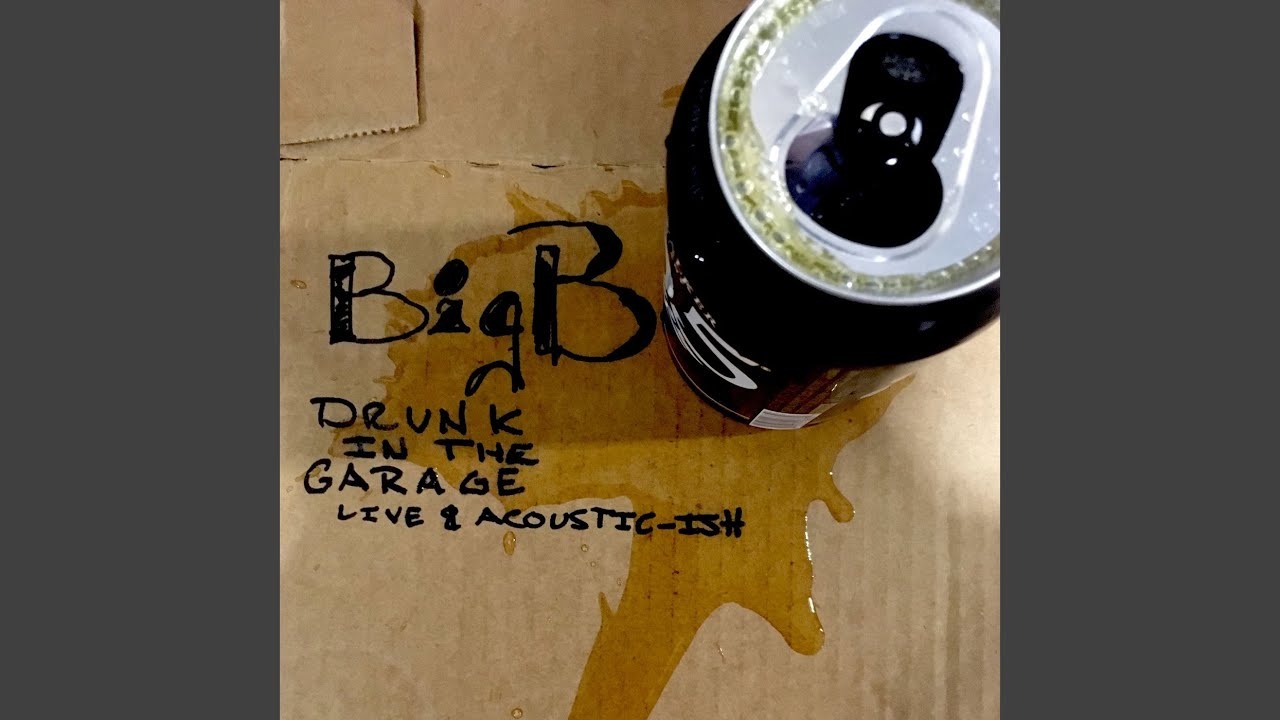 BigB
DRUNK
IN THE
GARAGE
LIVE & ACOUSTIC-ISH